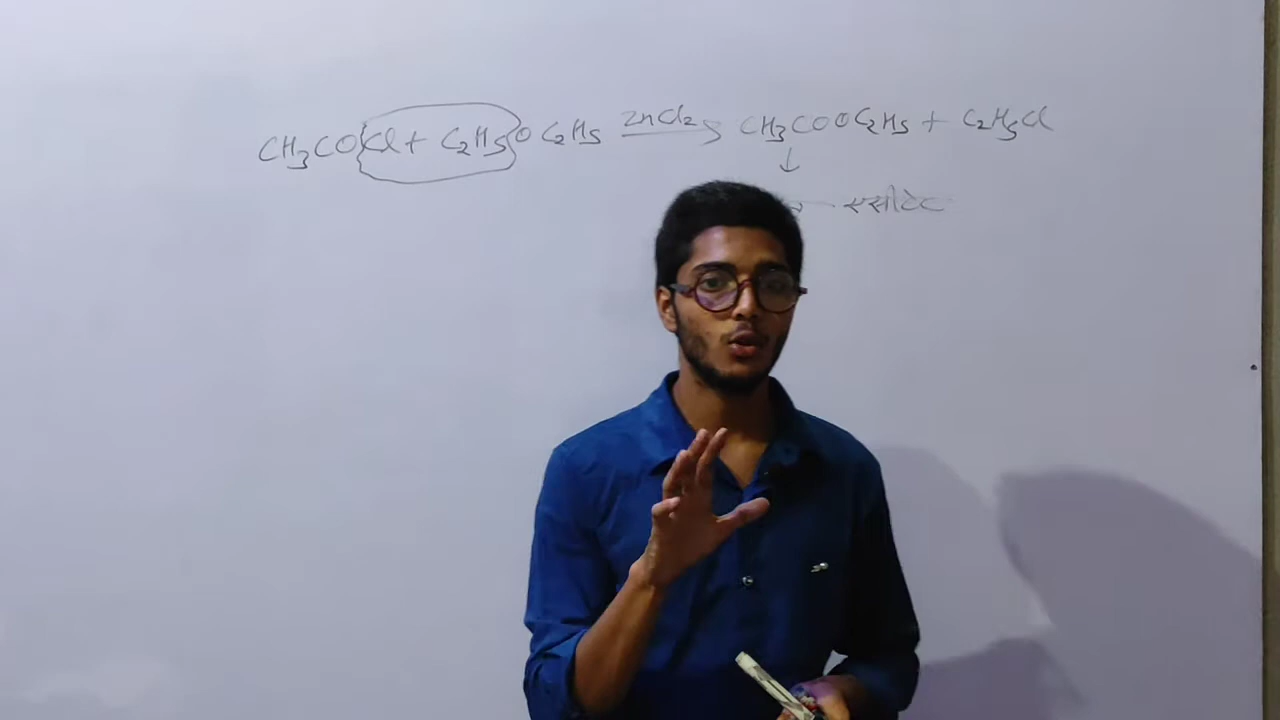 CH3COCl + C2H5OC2H5 ZnCl2→ CH3COOC2H5 + C2H5Cl
↓
एसीटेट